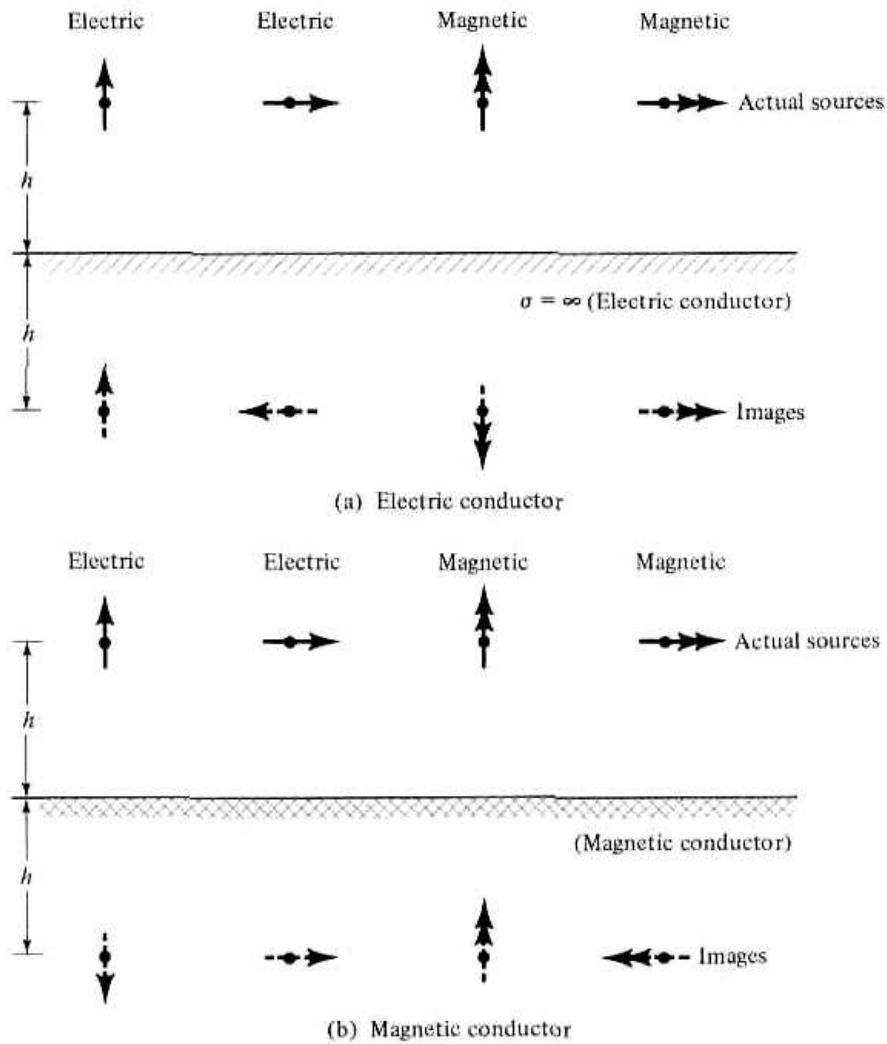 Electric Electric Magnetic Magnetic
Actual sources
h
h
σ = ∞ (Electric conductor)
Images
(a) Electric conductor
Electric Electric Magnetic Magnetic
Actual sources
h
(Magnetic conductor)
h
Images
(b) Magnetic conductor